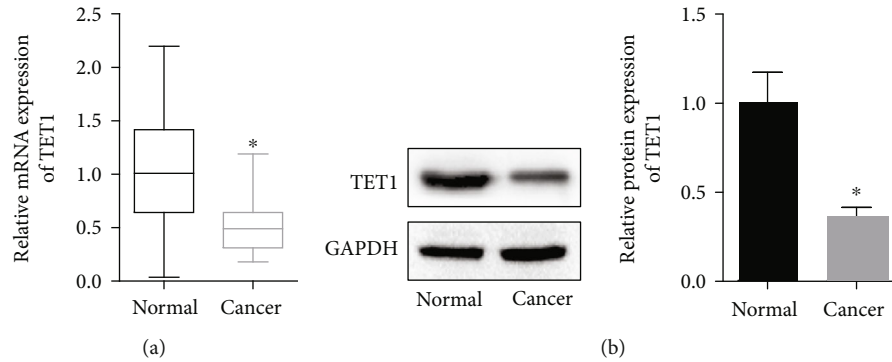 Relative mRNA expression
of TET1
2.5
2.0
1.5
1.0
0.5
0.0
*
Normal
Cancer
(a)
TET1
GAPDH
Normal
Cancer
Relative protein expression
of TET1
1.5
1.0
0.5
0.0
*
Normal
Cancer
(b)